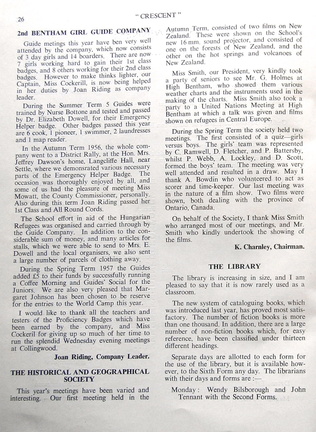 26
" CRESCENT "
2nd BENTHAM GIRL GUIDE COMPANY
Guide metings this year have ben very well
attended by the company, which now consists
of 3 day girls and 14 boarders. There are now
7 girls working hard to gain their 1st class
badges, and 8 others working for their 2nd class
badges. However to make thinks lighter, our
Captain, Miss Cockerill, is now being helped
in her duties by Joan Riding as company
leader.
During the Summer Term 5 Guides were
trained by Nurse Bottone and tested and passed
by Dr. Elizabeth Dowell, for their Emergency
Helper badge. Other badges passed this year
are 6 cook, 1 pioneer, 1 swimmer, 2 laundresses
and 1 map reader.
In the Autumn Term 1956, the whole com-
pany went to a District Rally, at the Hon. Mrs.
Jeffrey Dawson's home, Langcliffe Hall, near
Settle, where we demonstrated various necessary
parts of the Emergency Helper Badge. The
occasion was thoroughly enjoyed by all, and
some of us had the pleasure of meeting Miss
Mowatt, the County Commissioner, personally.
Also during this term Joan Riding passed her
1st Class and All Round Cords.
The School effort in aid of the Hungarian
Refugees was organised and carried through by
the Guide Company. In addition to the con-
siderable sum of money, and many articles for
stalls, which we were able to send to Mrs. E.
Dowell and the local organisers, we also sent
a large number of parcels of clothing away.
During the Spring Term 1957 the Guides
added £5 to their funds by successfully running
a Coffee Morning and Guides' Social for the
Juniors. We are also very pleased that Mar-
garet Johnson has been chosen to be reserve
for the entries to the World Camp this year.
I would like to thank all the teachers and
testers of the Proficiency Badges which have
been earned by the company, and Miss
Cockeril for giving up so much of her time to
run the splendid Wednesday evening meetings
at Collingwood.
Joan Riding, Company Leader.
THE HISTORICAL AND GEOGRAPHICAL
SOCIETY
This year's meetings have been varied and
interesting. Our first meeting held in the
Autumn Term, consisted of two films on New
Zealand. These were shown on the School's
new 16 mm. sound projector, and consisted of
one on the forests of New Zealand, and the
other on the hot springs and volcanoes of
New Zealand.
Miss Smith, our President, very kindly took
a party of seniors to see Mr. G. Holmes at
High Bentham, who showed them various
weather charts and the instruments used in the
making of the charts. Miss Smith also took a
party to a United Nations Meeting at High
Bentham at which a talk was given and films
shown on refugees in Central Europe.
During the Spring Term the society held two
meetings. The first consisted of a quiz—girls
versus boys. The girls' team was represented
by C. Ramwell, D. Fletcher, and P. Battersby,
whilst P. Webb, A. Lockley, and D. Scott,
formed the boys' team. The meeting was very
well attended and resulted in a draw. May I
thank A. Bowdin who volunteered to act as
scorer and time-keeper. Our last meeting was
in the nature of a film show. Two films were
shown, both dealing with the province of
Ontario, Canada.
On behalf of the Society, I thank Miss Smith
who arranged most of our meetings, and Mr.
Smith who kindly undertook the showing of
the films.
K. Charnley, Chairman.
THE LIBRARY
The library is increasing in size, and I am
pleased to say that it is now rarely used as a
classroom.
The new system of cataloguing books, which
was introduced last year, has proved most satis-
factory. The number of fiction books is more
than one thousand. In addition, there are a large
number of non-fiction books which, for easy
reference, have been classified under thirteen
different headings.
Separate days are allotted to each form for
the use of the library, but it is available how-
ever, to the Sixth Form any day. The librarians
with their days and forms are :—
Monday: Wendy Bilsborough and John
Tennant with the Second Forms.